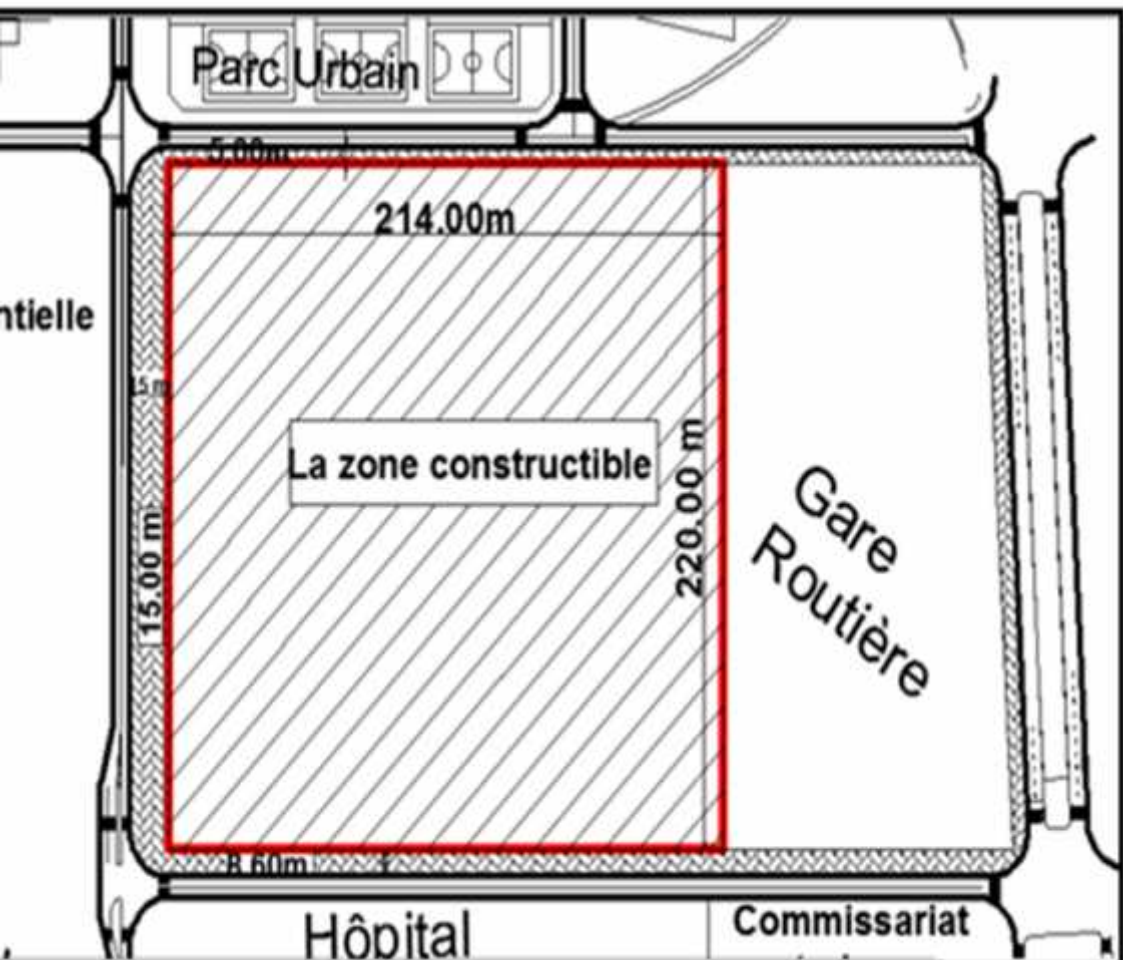 Parc Urbain
5.00m
214.00m
ntielle
15 m
La zone constructible
220.00 m
15.00 m
Gare
Routière
8.60m
Hôpital
Commissariat